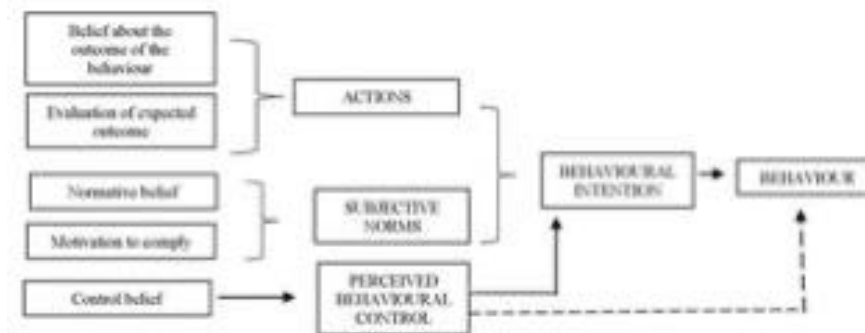 Belief about the
outcome of the
behaviour
Evaluation of expected
outcome
ACTIONS
Normative belief
Motivation to comply
SUBJECTIVE
NORMS
BEHAVIOURAL
INTENTION
BEHAVIOUR
Control belief
PERCEIVED
BEHAVIOURAL
CONTROL